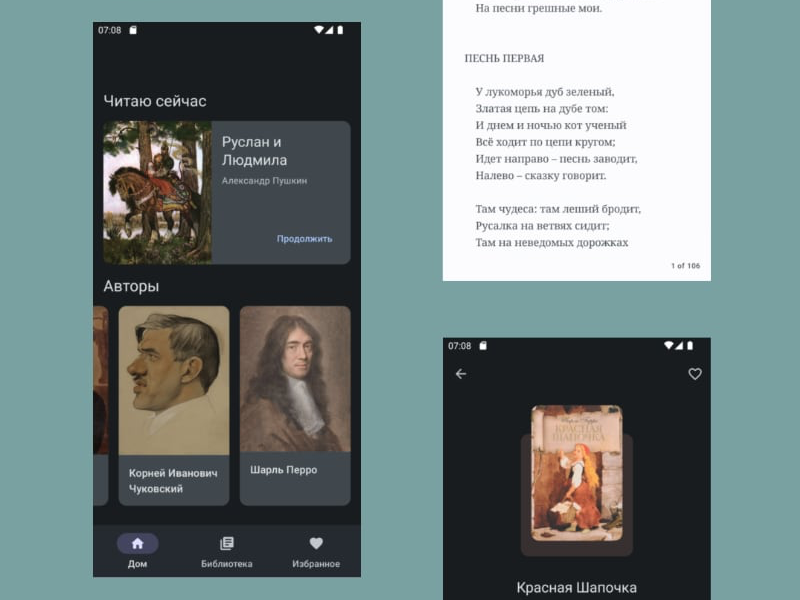 07:08
Читаю сейчас
Руслан и
Людмила
Александр Пушкин
Продолжить
Авторы
Корней Иванович
Чуковский
Шарль Перро
Дом
Библиотека
Избранное
На песни грешные мои.
ПЕСНЬ ПЕРВАЯ
У лукоморья дуб зеленый,
Златая цепь на дубе том:
И днем и ночью кот ученый
Всё ходит по цепи кругом;
Идет направо – песнь заводит,
Налево – сказку говорит.
Там чудеса: там леший бродит,
Русалка на ветвях сидит;
Там на неведомых дорожках
1 of 106
07:08
Шарль Перро
КРАСНАЯ
ШАПОЧКА
Красная Шапочка